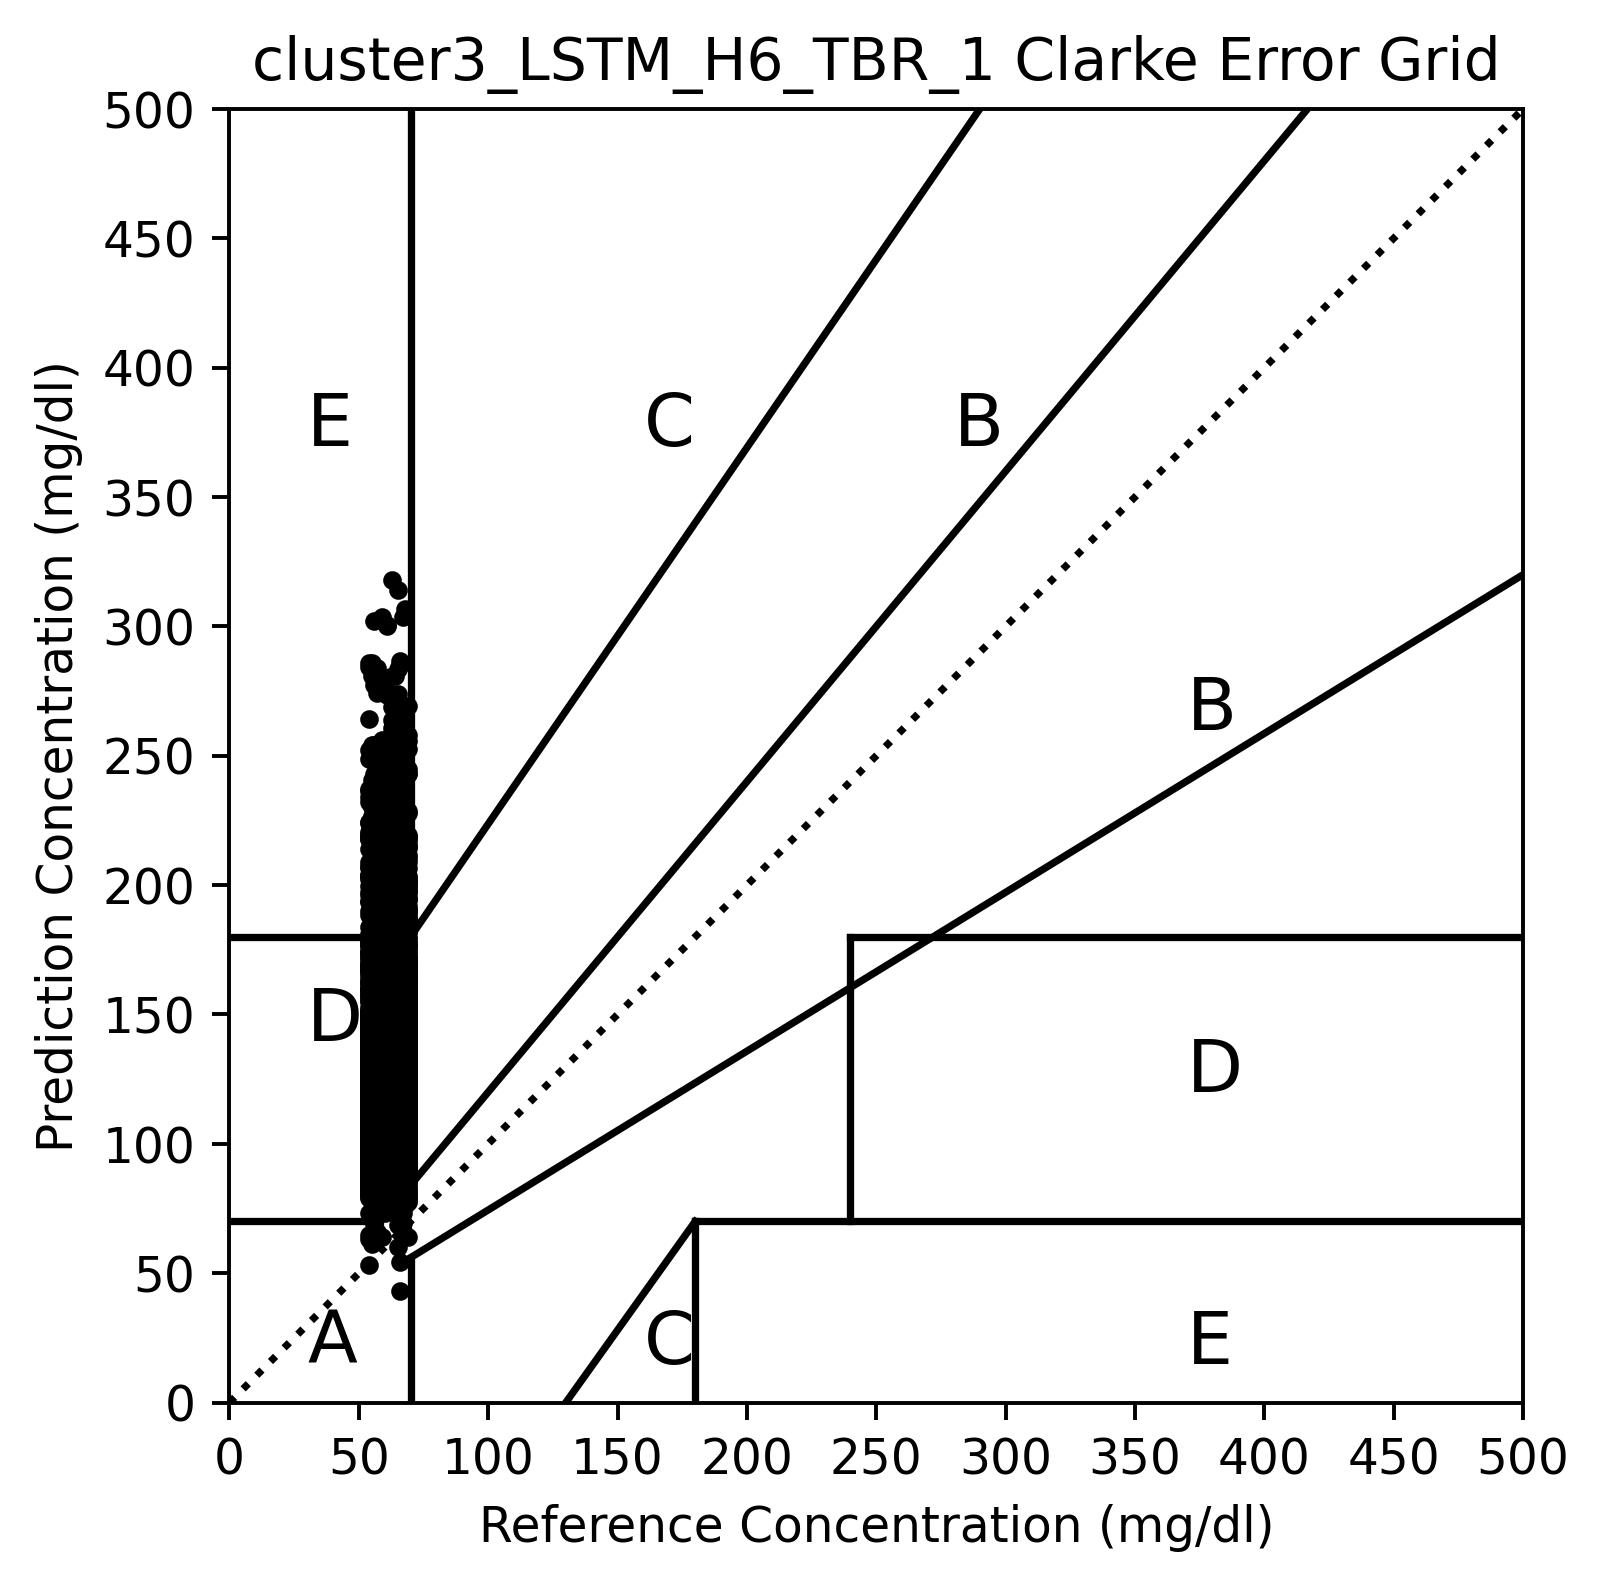 cluster3_LSTM_H6_TBR_1 Clarke Error Grid
Prediction Concentration (mg/dl)
500
450
400
350
300
250
200
150
100
50
0
E
C
B
B
D
D
A
C
E
0 50 100 150 200 250 300 350 400 450 500
Reference Concentration (mg/dl)